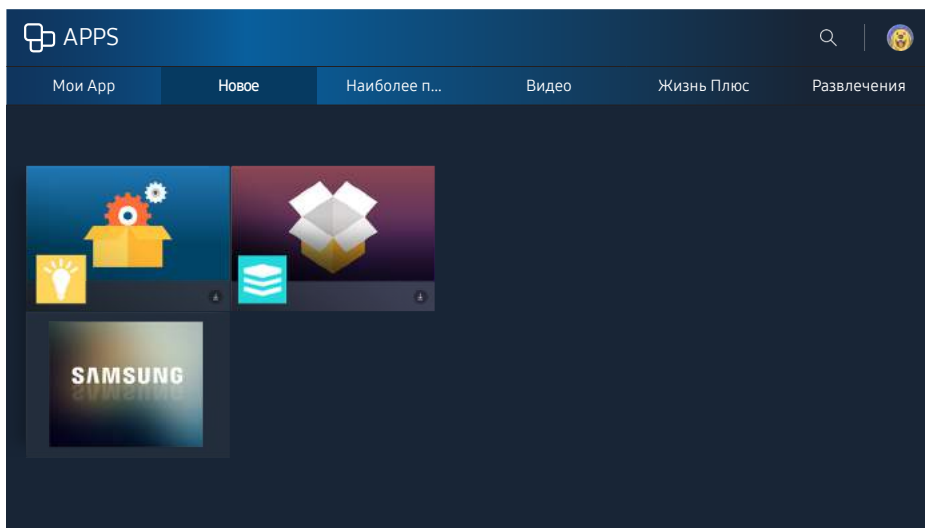 APPS
Мои App Новое Наиболее п... Видео Жизнь Плюс Развлечения
SAMSUNG